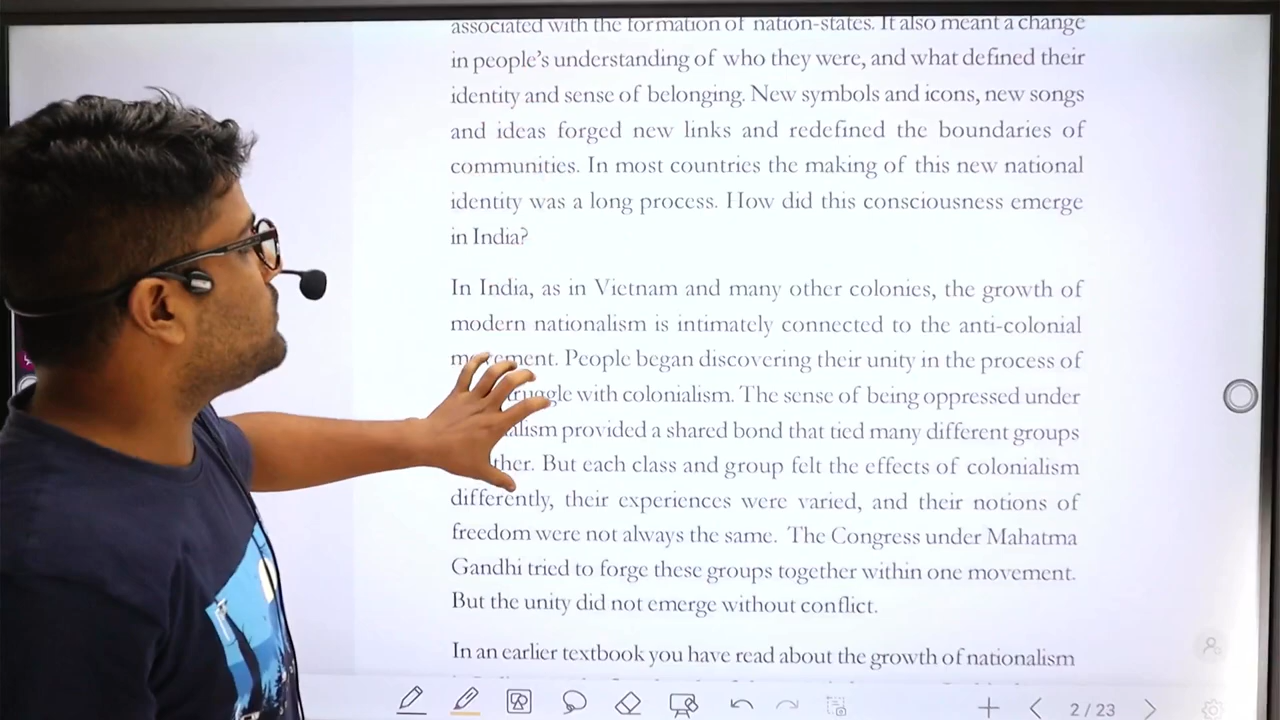 associated with the formation of nation-states. It also meant a change
in people's understanding of who they were, and what defined their
identity and sense of belonging. New symbols and icons, new songs
and ideas forged new links and redefined the boundaries of
communities. In most countries the making of this new national
identity was a long process. How did this consciousness emerge
in India?
In India, as in Vietnam and many other colonies, the growth of
modern nationalism is intimately connected to the anti-colonial
movement. People began discovering their unity in the process of
with colonialism. The sense of being oppressed under
provided a shared bond that tied many different groups
But each class and group felt the effects of colonialism
differently, their experiences were varied, and their notions of
freedom were not always the same. The Congress under Mahatma
Gandhi tried to forge these groups together within one movement.
But the unity did not emerge without conflict.
In an earlier textbook you have read about the growth of nationalism
2 / 23